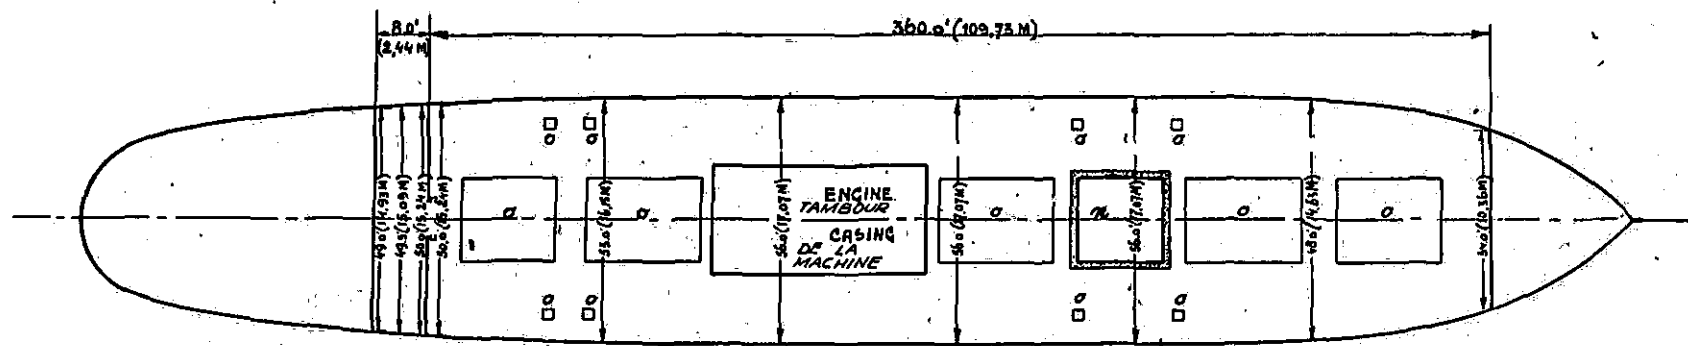 8.0'
(2,44 M)
360.0' (109,73 M)
o o o o
49.0' (14,93 M)
49.5' (15,09 M)
50.0' (15,24 M)
50.0' (15,24 M)
o
o
53.0' (16,15 M)
56.0' (17,07 M)
ENGINE
TAMBOUR
CASING
DE LA
MACHINE
56.0' (17,07 M)
o
n
56.0' (17,07 M)
o
48.0' (14,63 M)
o
34.0' (10,36 M)
o o o o